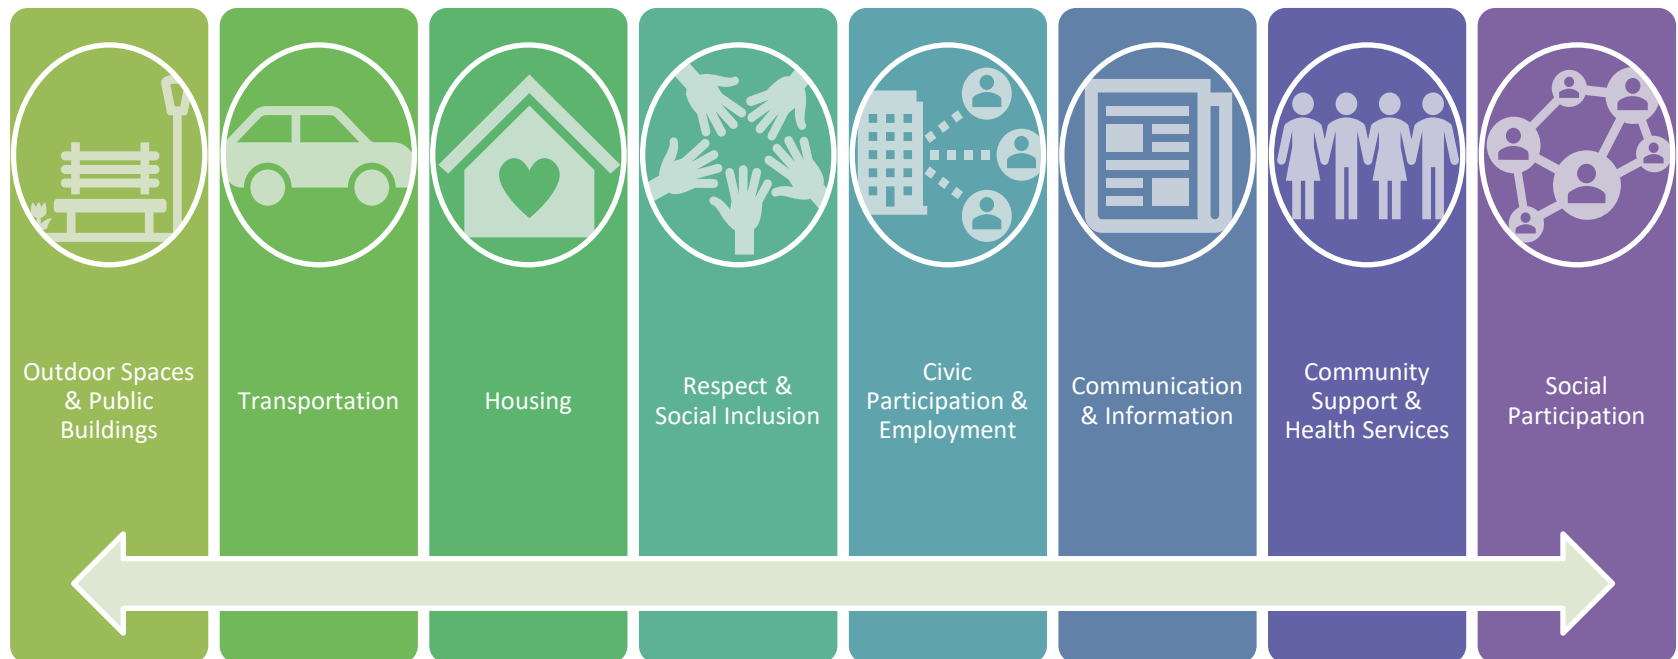 Outdoor Spaces
& Public
Buildings
Transportation
Housing
Respect &
Social Inclusion
Civic
Participation &
Employment
Communication
& Information
Community
Support &
Health Services
Social
Participation